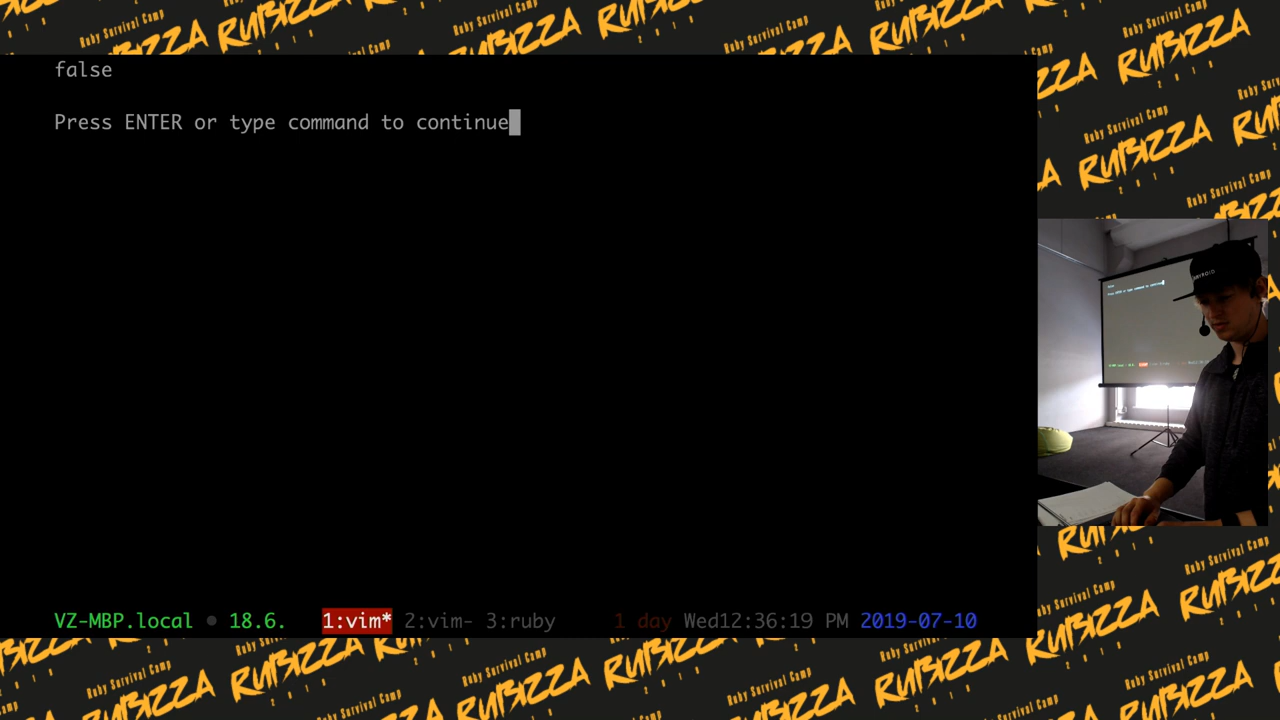 Ruby Survival Camp
RUBIZZA
2019
false
Press ENTER or type command to continue
VZ-MBP.local • 18.6. 1:vim* 2:vim- 3:ruby 1 day Wed12:36:19 PM 2019-07-10